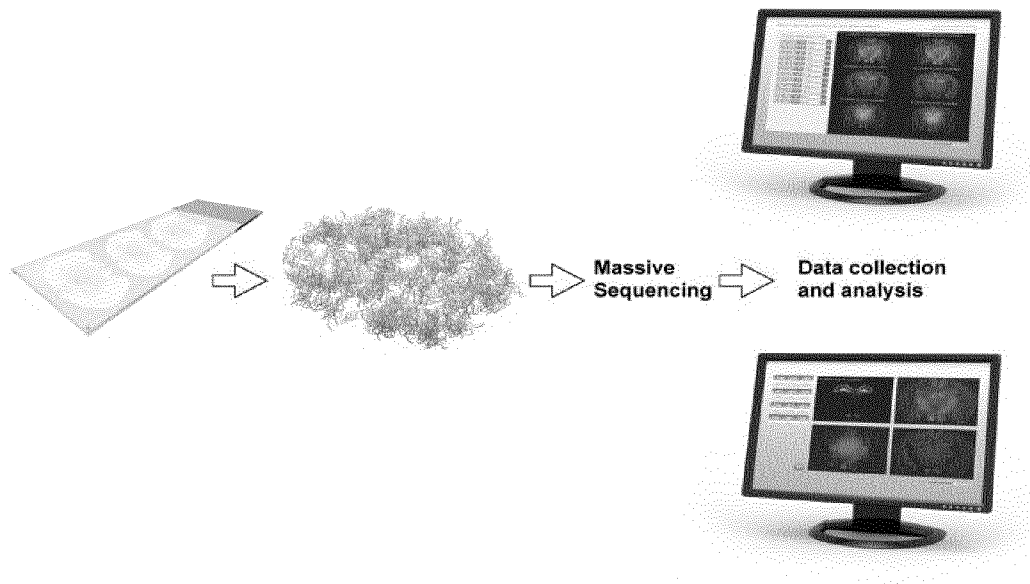 Massive
Sequencing
Data collection
and analysis